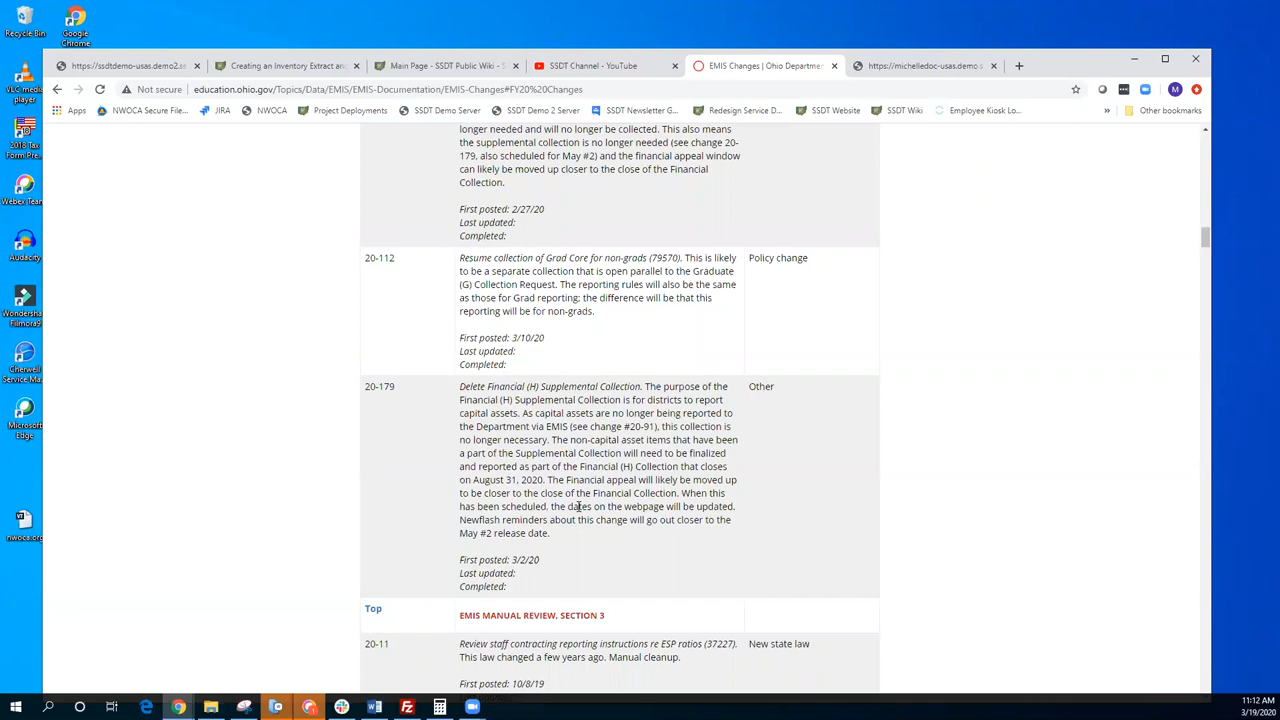 Recycle Bin
Google Chrome
VLC media player
2018 Tax Form Pre...
Webex Team
Audacity
Wondersha Filmora9
Cherwell Service Ma...
Microsoft Edge
nwoca.org
https://ssdtdemo-usas.demo2.ss
Creating an Inventory Extract and
Main Page - SSDT Public Wiki - S
SSDT Channel - YouTube
EMIS Changes | Ohio Departmen
https://michelledoc-usas.demo.s
Not secure
education.ohio.gov/Topics/Data/EMIS/EMIS-Documentation/EMIS-Changes#FY20%20Changes
M
Apps
NWOCA Secure File...
JIRA
NWOCA
Project Deployments
SSDT Demo Server
SSDT Demo 2 Server
SSDT Newsletter G...
Redesign Service D...
SSDT Website
SSDT Wiki
Employee Kiosk Lo...
»
Other bookmarks
longer needed and will no longer be collected. This also means
the supplemental collection is no longer needed (see change 20-
179, also scheduled for May #2) and the financial appeal window
can likely be moved up closer to the close of the Financial
Collection.
First posted: 2/27/20
Last updated:
Completed:
20-112
Resume collection of Grad Core for non-grads (79570). This is likely
Policy change
to be a separate collection that is open parallel to the Graduate
(G) Collection Request. The reporting rules will also be the same
as those for Grad reporting; the difference will be that this
reporting will be for non-grads.
First posted: 3/10/20
Last updated:
Completed:
20-179
Delete Financial (H) Supplemental Collection. The purpose of the
Other
Financial (H) Supplemental Collection is for districts to report
capital assets. As capital assets are no longer being reported to
the Department via EMIS (see change #20-91), this collection is
no longer necessary. The non-capital asset items that have been
a part of the Supplemental Collection will need to be finalized
and reported as part of the Financial (H) Collection that closes
on August 31, 2020. The Financial appeal will likely be moved up
to be closer to the close of the Financial Collection. When this
has been scheduled, the dates on the webpage will be updated.
Newflash reminders about this change will go out closer to the
May #2 release date.
First posted: 3/2/20
Last updated:
Completed:
Top
EMIS MANUAL REVIEW, SECTION 3
20-11
Review staff contracting reporting instructions re ESP ratios (37227).
New state law
This law changed a few years ago. Manual cleanup.
First posted: 10/8/19
11:12 AM
3/19/2020